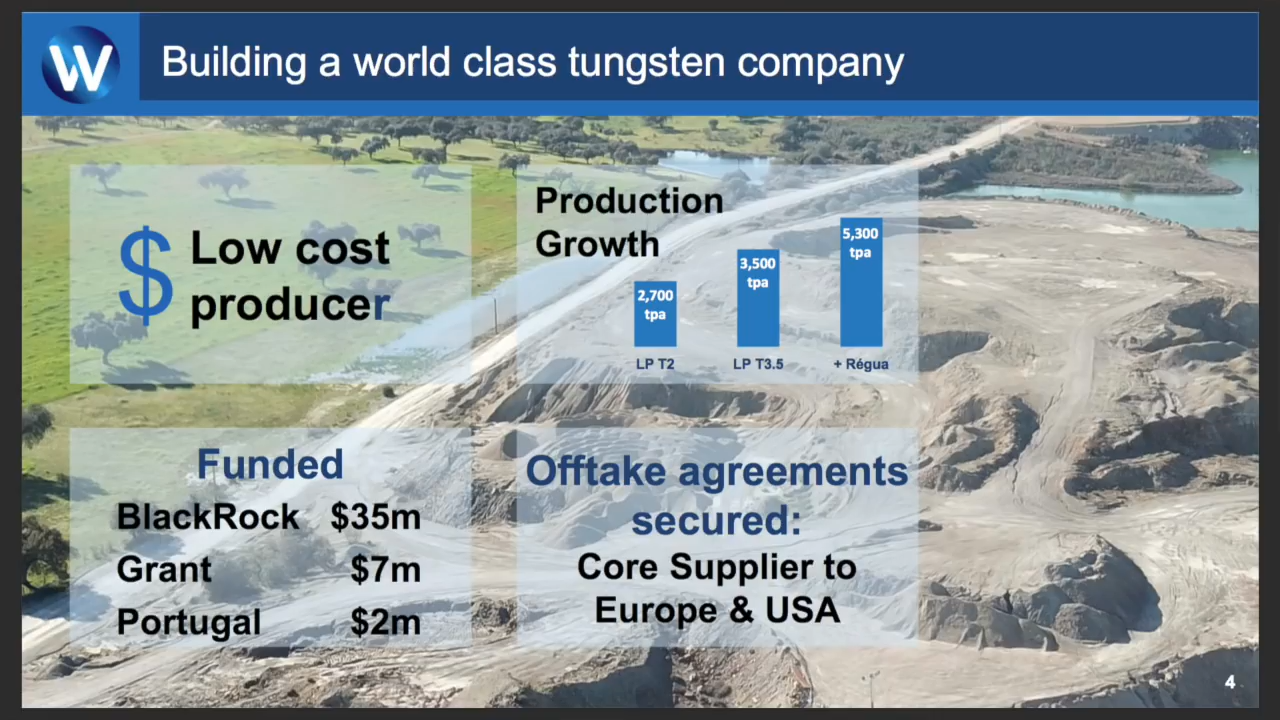 W
Building a world class tungsten company
$
Low cost
producer
Production
Growth
2,700
tpa
3,500
tpa
5,300
tpa
LP T2
LP T3.5
+ Régua
Funded
BlackRock $35m
Grant $7m
Portugal $2m
Offtake agreements
secured:
Core Supplier to
Europe & USA
4